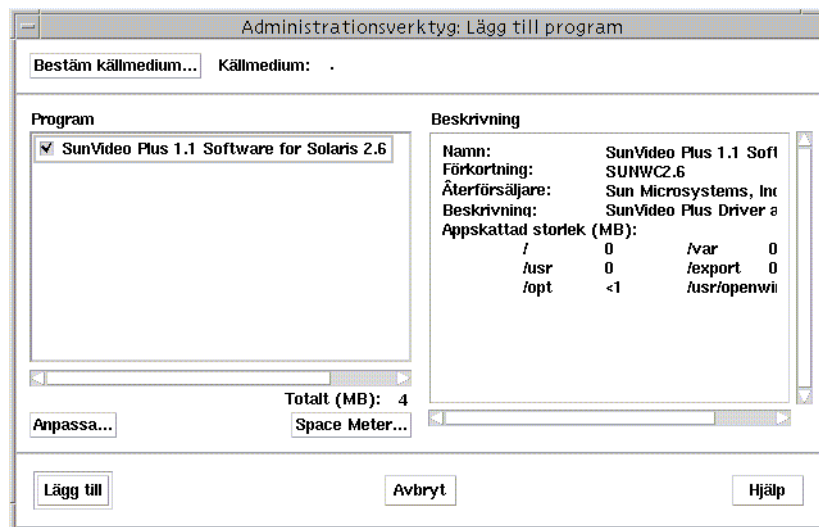 Administrationsverktyg: Lägg till program
Bestäm källmedium... Källmedium: .
Program
SunVideo Plus 1.1 Software for Solaris 2.6
Totalt (MB): 4
Anpassa... Space Meter...
Beskrivning
Namn: SunVideo Plus 1.1 Soft
Förkortning: SUNWC2.6
Återförsäljare: Sun Microsystems, Inc
Beskrivning: SunVideo Plus Driver a
Appskattad storlek (MB):
/ 0 /var 0
/usr 0 /export 0
/opt <1 /usr/openwi
Lägg till Avbryt Hjälp